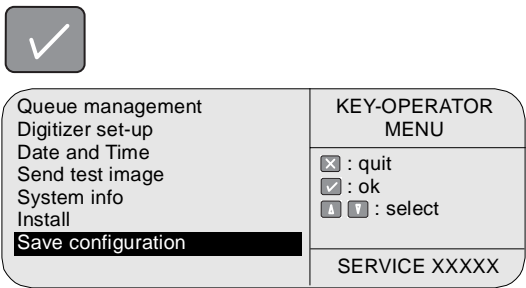 Queue management
Digitizer set-up
Date and Time
Send test image
System info
Install
Save configuration
KEY-OPERATOR
MENU
: quit
: ok
: select
SERVICE XXXXX